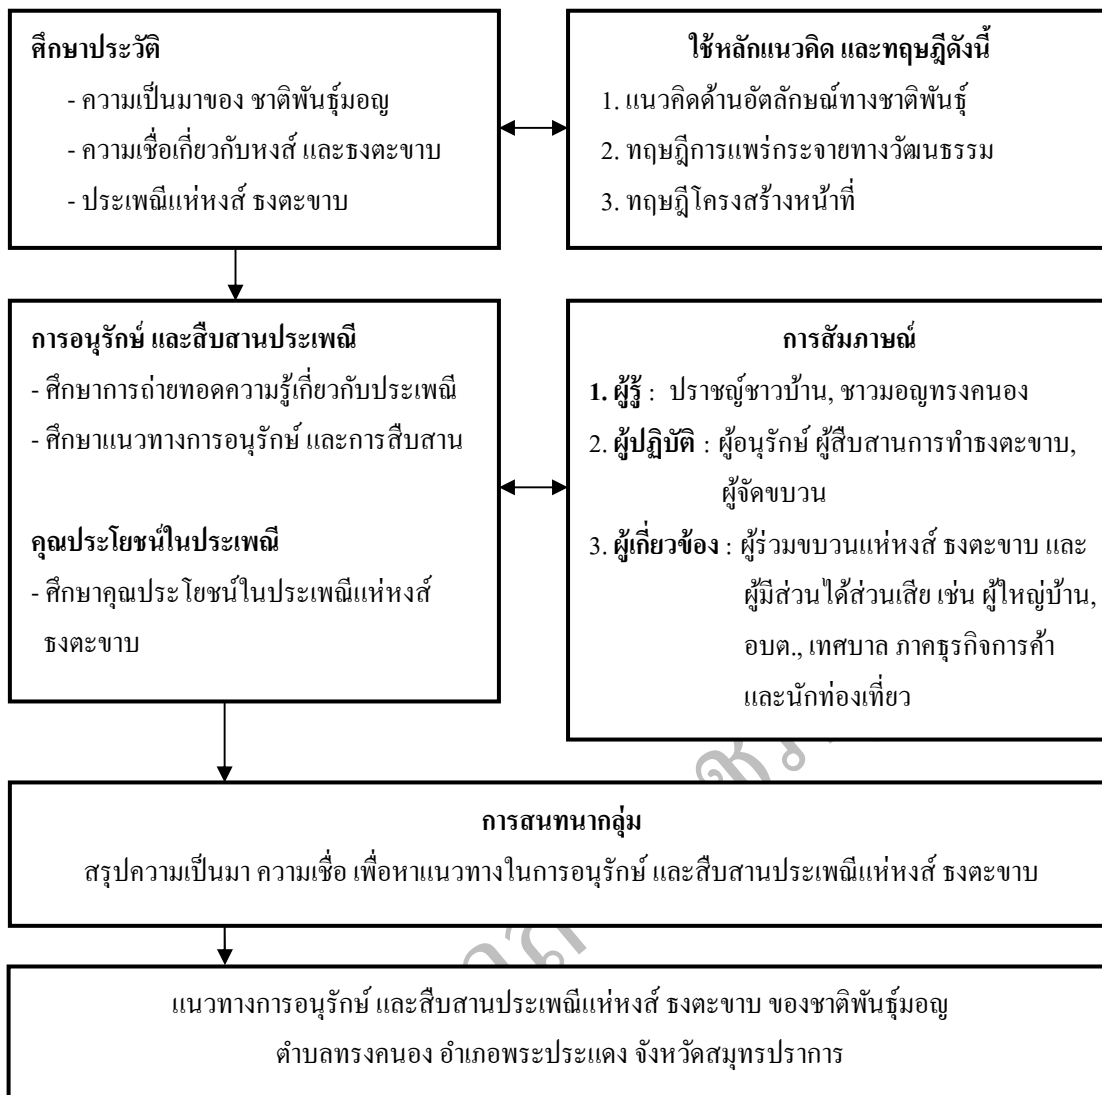 ศึกษาประวัติ
- ความเป็นมาของ ชาติพันธุ์มอญ
- ความเชื่อเกี่ยวกับหงส์ และธงตะขาบ
- ประเพณีแห่หงส์ ธงตะขาบ
ใช้หลักแนวคิด และทฤษฎีดังนี้
1. แนวคิดด้านอัตลักษณ์ทางชาติพันธุ์
2. ทฤษฎีการแพร่กระจายทางวัฒนธรรม
3. ทฤษฎีโครงสร้างหน้าที่
การอนุรักษ์ และสืบสานประเพณี
- ศึกษาการถ่ายทอดความรู้เกี่ยวกับประเพณี
- ศึกษาแนวทางการอนุรักษ์ และการสืบสาน
คุณประโยชน์ในประเพณี
- ศึกษาคุณประโยชน์ในประเพณีแห่หงส์
ธงตะขาบ
การสัมภาษณ์
1. ผู้รู้ : ปราชญ์ชาวบ้าน, ชาวมอญทรงคนอง
2. ผู้ปฏิบัติ : ผู้อนุรักษ์ ผู้สืบสานการทำธงตะขาบ,
ผู้จัดขบวน
3. ผู้เกี่ยวข้อง : ผู้ร่วมขบวนแห่หงส์ ธงตะขาบ และ
ผู้มีส่วนได้ส่วนเสีย เช่น ผู้ใหญ่บ้าน,
อบต., เทศบาล ภาคธุรกิจการค้า
และนักท่องเที่ยว
การสนทนากลุ่ม
สรุปความเป็นมา ความเชื่อ เพื่อหาแนวทางในการอนุรักษ์ และสืบสานประเพณีแห่หงส์ ธงตะขาบ
แนวทางการอนุรักษ์ และสืบสานประเพณีแห่หงส์ ธงตะขาบ ของชาติพันธุ์มอญ
ตำบลทรงคนอง อำเภอพระประแดง จังหวัดสมุทรปราการ